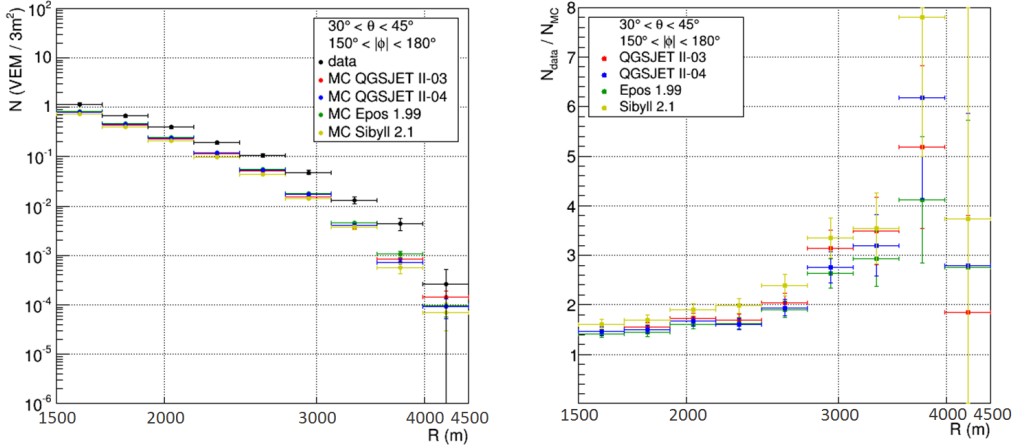 10²
10
1
10⁻¹
10⁻²
10⁻³
10⁻⁴
10⁻⁵
10⁻⁶
N (VEM / 3m²)
30° < θ < 45°
150° < |ϕ| < 180°
data
MC QGSJET II-03
MC QGSJET II-04
MC Epos 1.99
MC Sibyll 2.1
1500 2000 3000 4000 4500
R (m)
8
7
6
5
4
3
2
1
N_data / N_MC
30° < θ < 45°
150° < |ϕ| < 180°
QGSJET II-03
QGSJET II-04
Epos 1.99
Sibyll 2.1
1500 2000 3000 4000 4500
R (m)